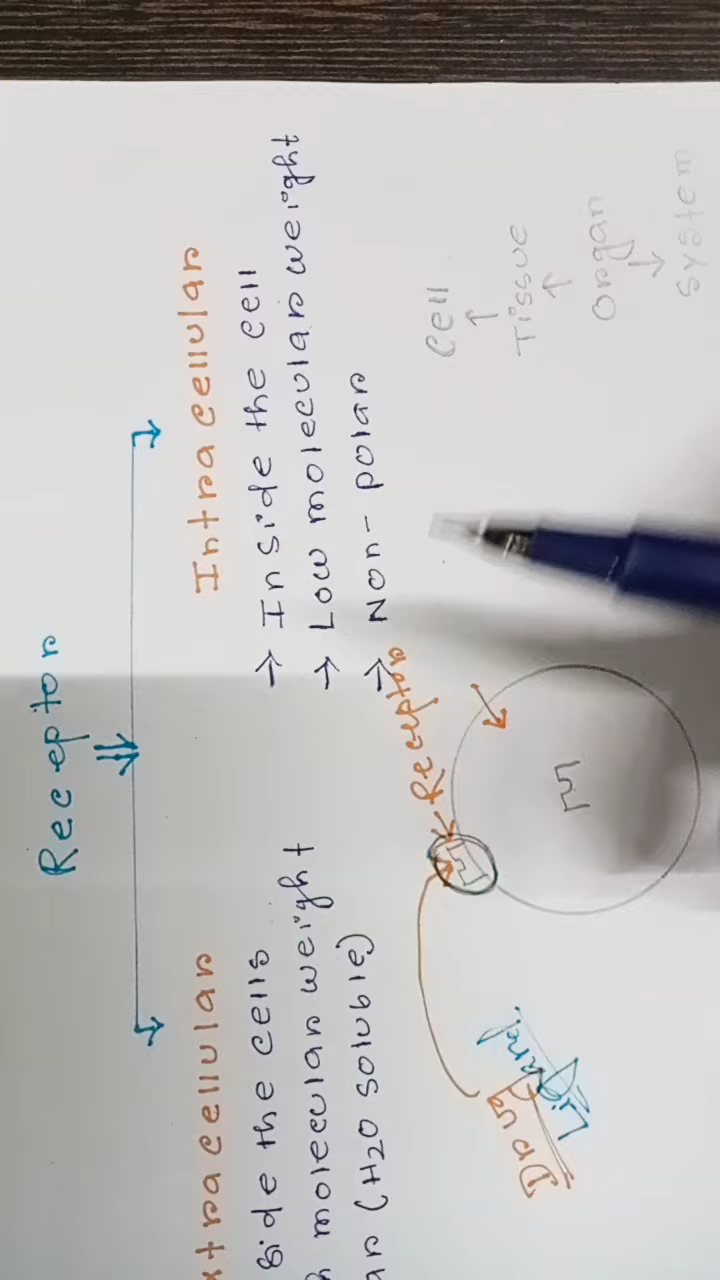 Receptor
xtracellular
side the cells
h molecular weight
ar (H2O soluble)
Intracellular
→ Inside the cell
→ Low molecular weight
→ Non-polar
Receptor
Drug
Ligand
Cell
Tissue
Organ
System